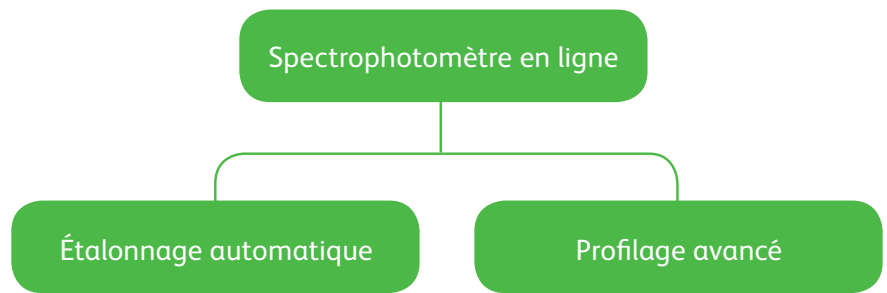 Spectrophotomètre en ligne
Étalonnage automatique
Profilage avancé